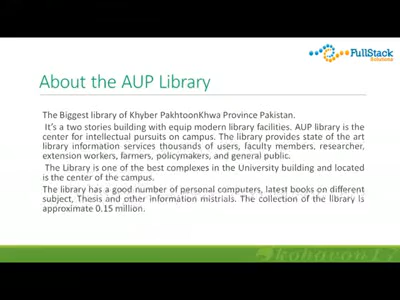 FullStack
Solutions
About the AUP Library
The Biggest library of Khyber PakhtoonKhwa Province Pakistan.
It's a two stories building with equip modern library facilities. AUP library is the
center for intellectual pursuits on campus. The library provides state of the art
library information services thousands of users, faculty members, researcher,
extension workers, farmers, policymakers, and general public.
The Library is one of the best complexes in the University building and located
is the center of the campus.
The library has a good number of personal computers, latest books on different
subject, Thesis and other information mistrials. The collection of the library is
approximate 0.15 million.